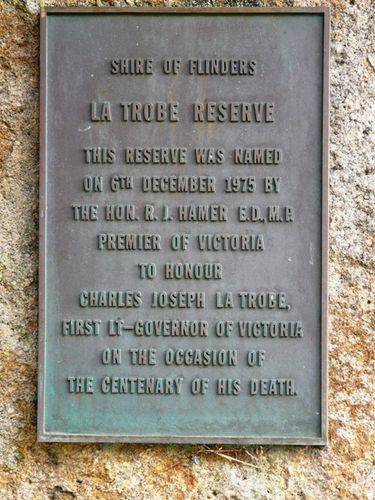 SHIRE OF FLINDERS
LA TROBE RESERVE
THIS RESERVE WAS NAMED
ON 6TH DECEMBER 1975 BY
THE HON. R. J. HAMER E.D., M.P.
PREMIER OF VICTORIA
TO HONOUR
CHARLES JOSEPH LA TROBE,
FIRST LT-GOVERNOR OF VICTORIA
ON THE OCCASION OF
THE CENTENARY OF HIS DEATH.